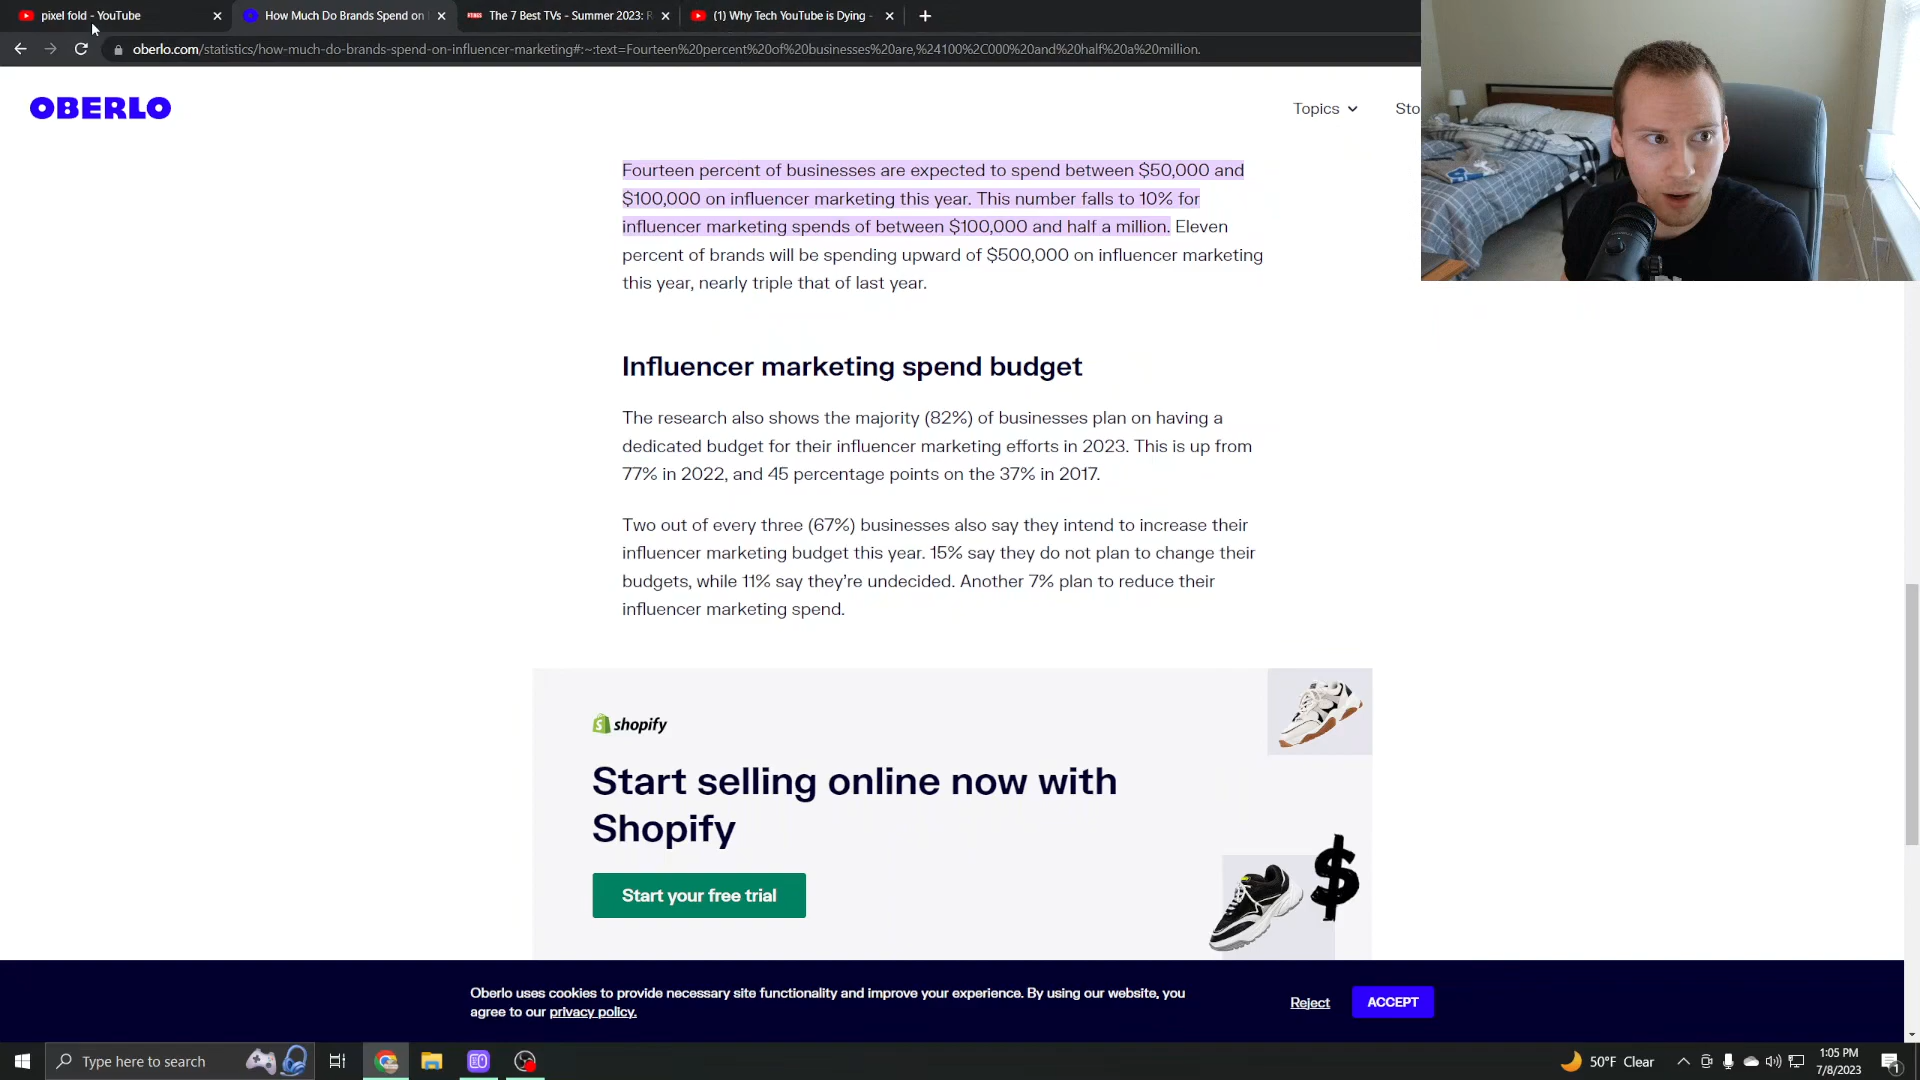 pixel fold - YouTube
How Much Do Brands Spend on
The 7 Best TVs - Summer 2023: R
(1) Why Tech YouTube is Dying -
oberlo.com/statistics/how-much-do-brands-spend-on-influencer-marketing#:~:text=Fourteen%20percent%20of%20businesses%20are,%24100%2C000%20and%20half%20a%20million.
OBERLO
Topics
Sto
Fourteen percent of businesses are expected to spend between $50,000 and
$100,000 on influencer marketing this year. This number falls to 10% for
influencer marketing spends of between $100,000 and half a million. Eleven
percent of brands will be spending upward of $500,000 on influencer marketing
this year, nearly triple that of last year.
Influencer marketing spend budget
The research also shows the majority (82%) of businesses plan on having a
dedicated budget for their influencer marketing efforts in 2023. This is up from
77% in 2022, and 45 percentage points on the 37% in 2017.
Two out of every three (67%) businesses also say they intend to increase their
influencer marketing budget this year. 15% say they do not plan to change their
budgets, while 11% say they're undecided. Another 7% plan to reduce their
influencer marketing spend.
shopify
Start selling online now with
Shopify
Start your free trial
$
Oberlo uses cookies to provide necessary site functionality and improve your experience. By using our website, you
agree to our privacy policy.
Reject
ACCEPT
Type here to search
50°F Clear
1:05 PM
7/8/2023
1